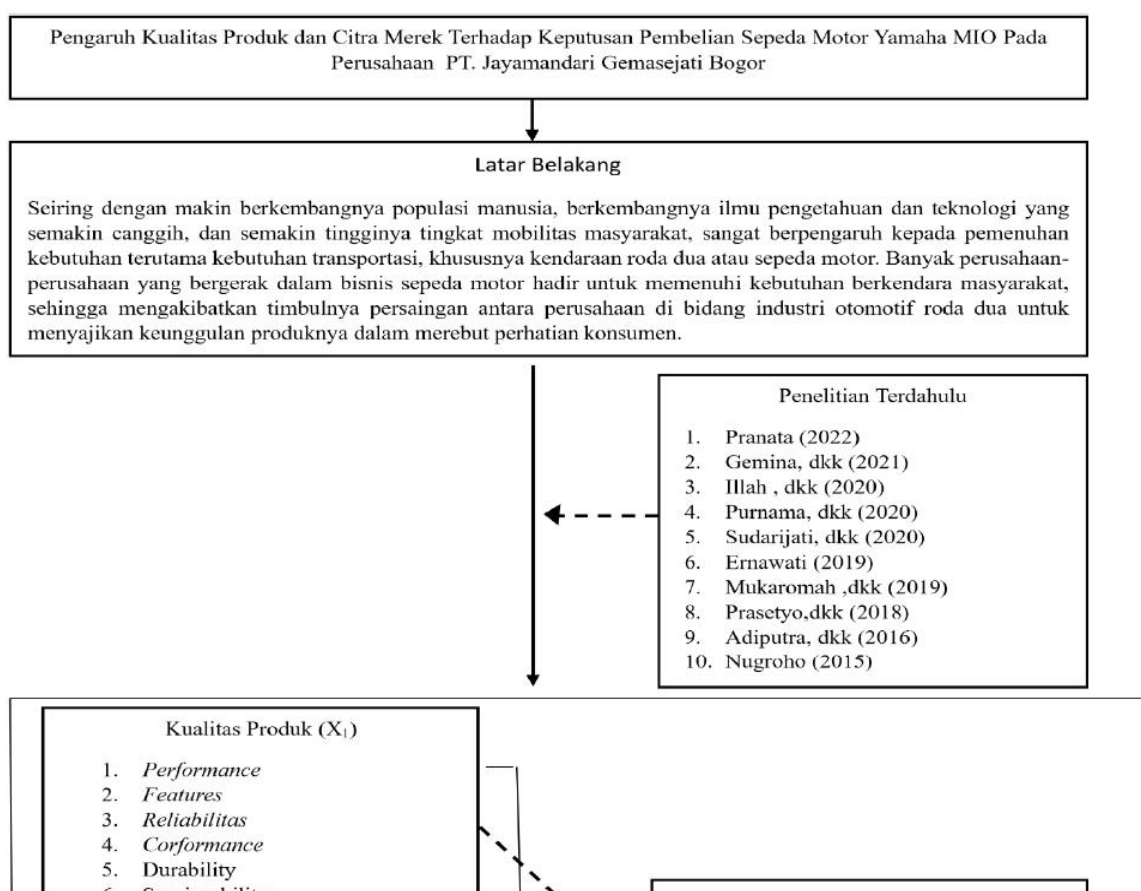 Pengaruh Kualitas Produk dan Citra Merek Terhadap Keputusan Pembelian Sepeda Motor Yamaha MIO Pada
Perusahaan PT. Jayamandari Gemasejati Bogor
Latar Belakang
Seiring dengan makin berkembangnya populasi manusia, berkembangnya ilmu pengetahuan dan teknologi yang
semakin canggih, dan semakin tingginya tingkat mobilitas masyarakat, sangat berpengaruh kepada pemenuhan
kebutuhan terutama kebutuhan transportasi, khususnya kendaraan roda dua atau sepeda motor. Banyak perusahaan-
perusahaan yang bergerak dalam bisnis sepeda motor hadir untuk memenuhi kebutuhan berkendara masyarakat,
sehingga mengakibatkan timbulnya persaingan antara perusahaan di bidang industri otomotif roda dua untuk
menyajikan keunggulan produknya dalam merebut perhatian konsumen.
Penelitian Terdahulu
1. Pranata (2022)
2. Gemina, dkk (2021)
3. Illah , dkk (2020)
4. Purnama, dkk (2020)
5. Sudarijati, dkk (2020)
6. Ernawati (2019)
7. Mukaromah ,dkk (2019)
8. Prasetyo,dkk (2018)
9. Adiputra, dkk (2016)
10. Nugroho (2015)
Kualitas Produk (X₁)
1. Performance
2. Features
3. Reliabilitas
4. Corformance
5. Durability